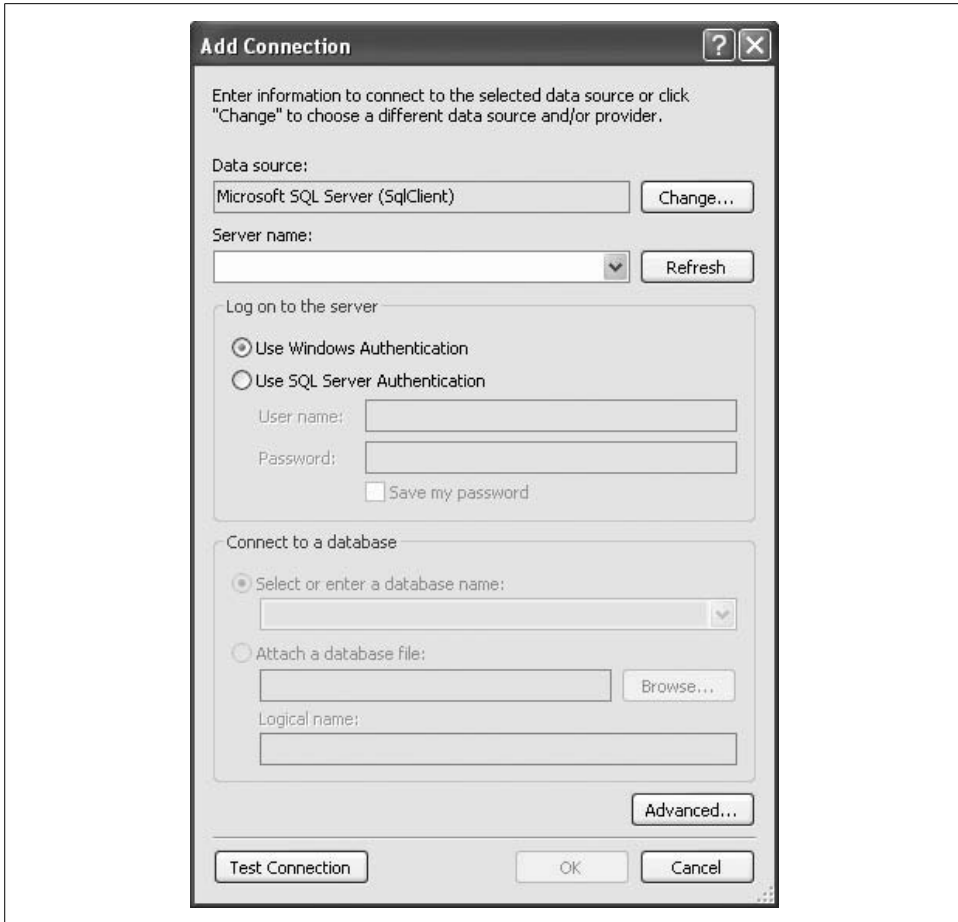 Add Connection
Enter information to connect to the selected data source or click
"Change" to choose a different data source and/or provider.
Data source:
Microsoft SQL Server (SqlClient)
Change...
Server name:
Refresh
Log on to the server
Use Windows Authentication
Use SQL Server Authentication
User name:
Password:
Save my password
Connect to a database
Select or enter a database name:
Attach a database file:
Browse...
Logical name:
Advanced...
Test Connection
OK
Cancel